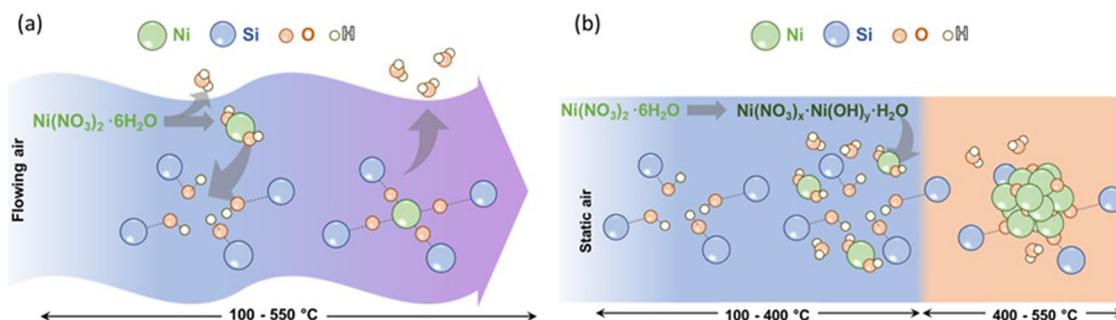 (a)
Ni Si O H
Ni(NO₃)₂ ·6H₂O
Flowing air
100 - 550 °C
(b)
Ni Si O H
Ni(NO₃)₂ ·6H₂O Ni(NO₃)ₓ·Ni(OH)ᵧ·H₂O
Static air
100 - 400 °C 400 - 550 °C